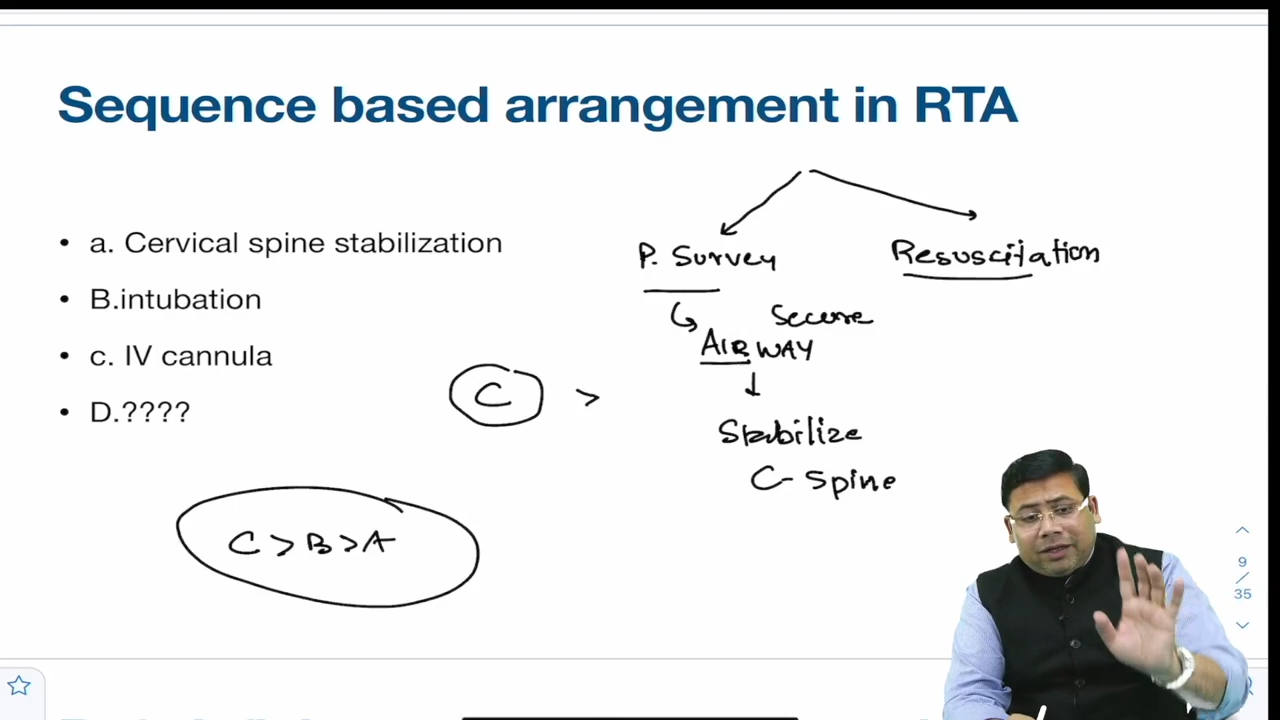 Sequence based arrangement in RTA
• a. Cervical spine stabilization
• B.intubation
• c. IV cannula
• D.????
P. Survey
Resuscitation
Secure
AIRWAY
Stabilize
C-Spine
C >
C > B > A
9
/
35